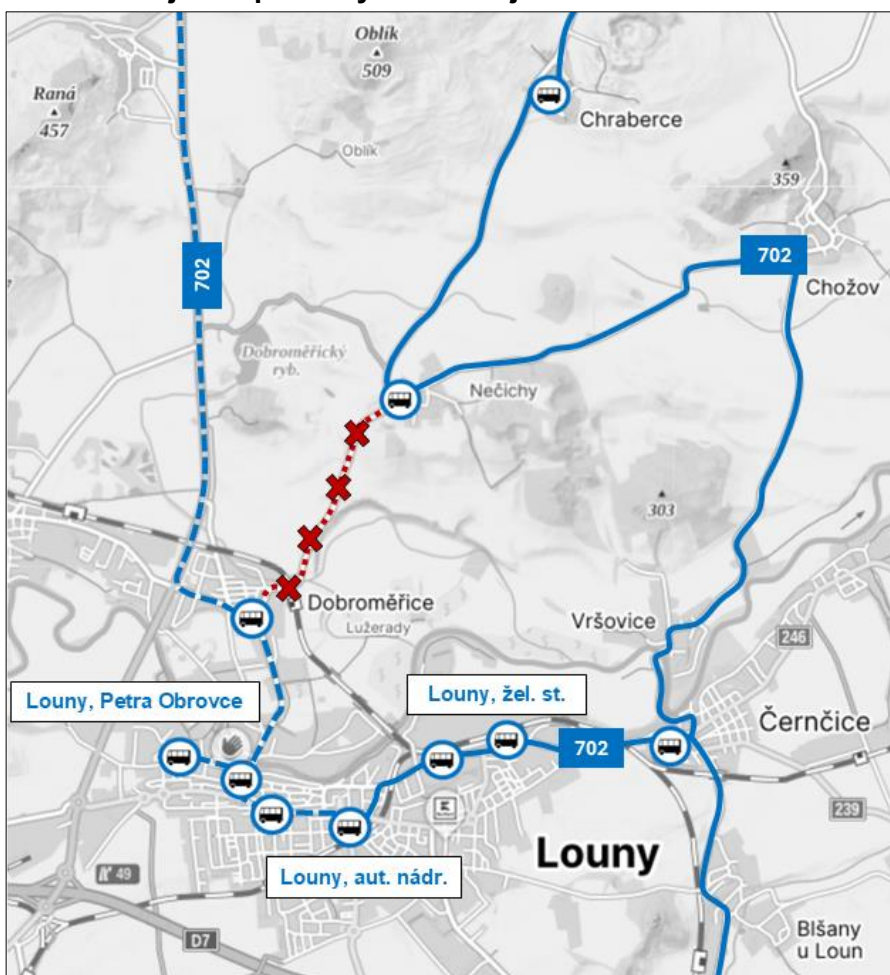 Oblík
509
Raná
457
Chraberce
Oblík
359
702
702
Chožov
Dobroměřický
ryb.
Nečichy
303
Dobroměřice
Lužerady
Vršovice
246
Louny, Petra Obrovce
Louny, žel. st.
Černčice
702
239
Louny
49
Louny, aut. nádr.
D7
Blšany
u Loun